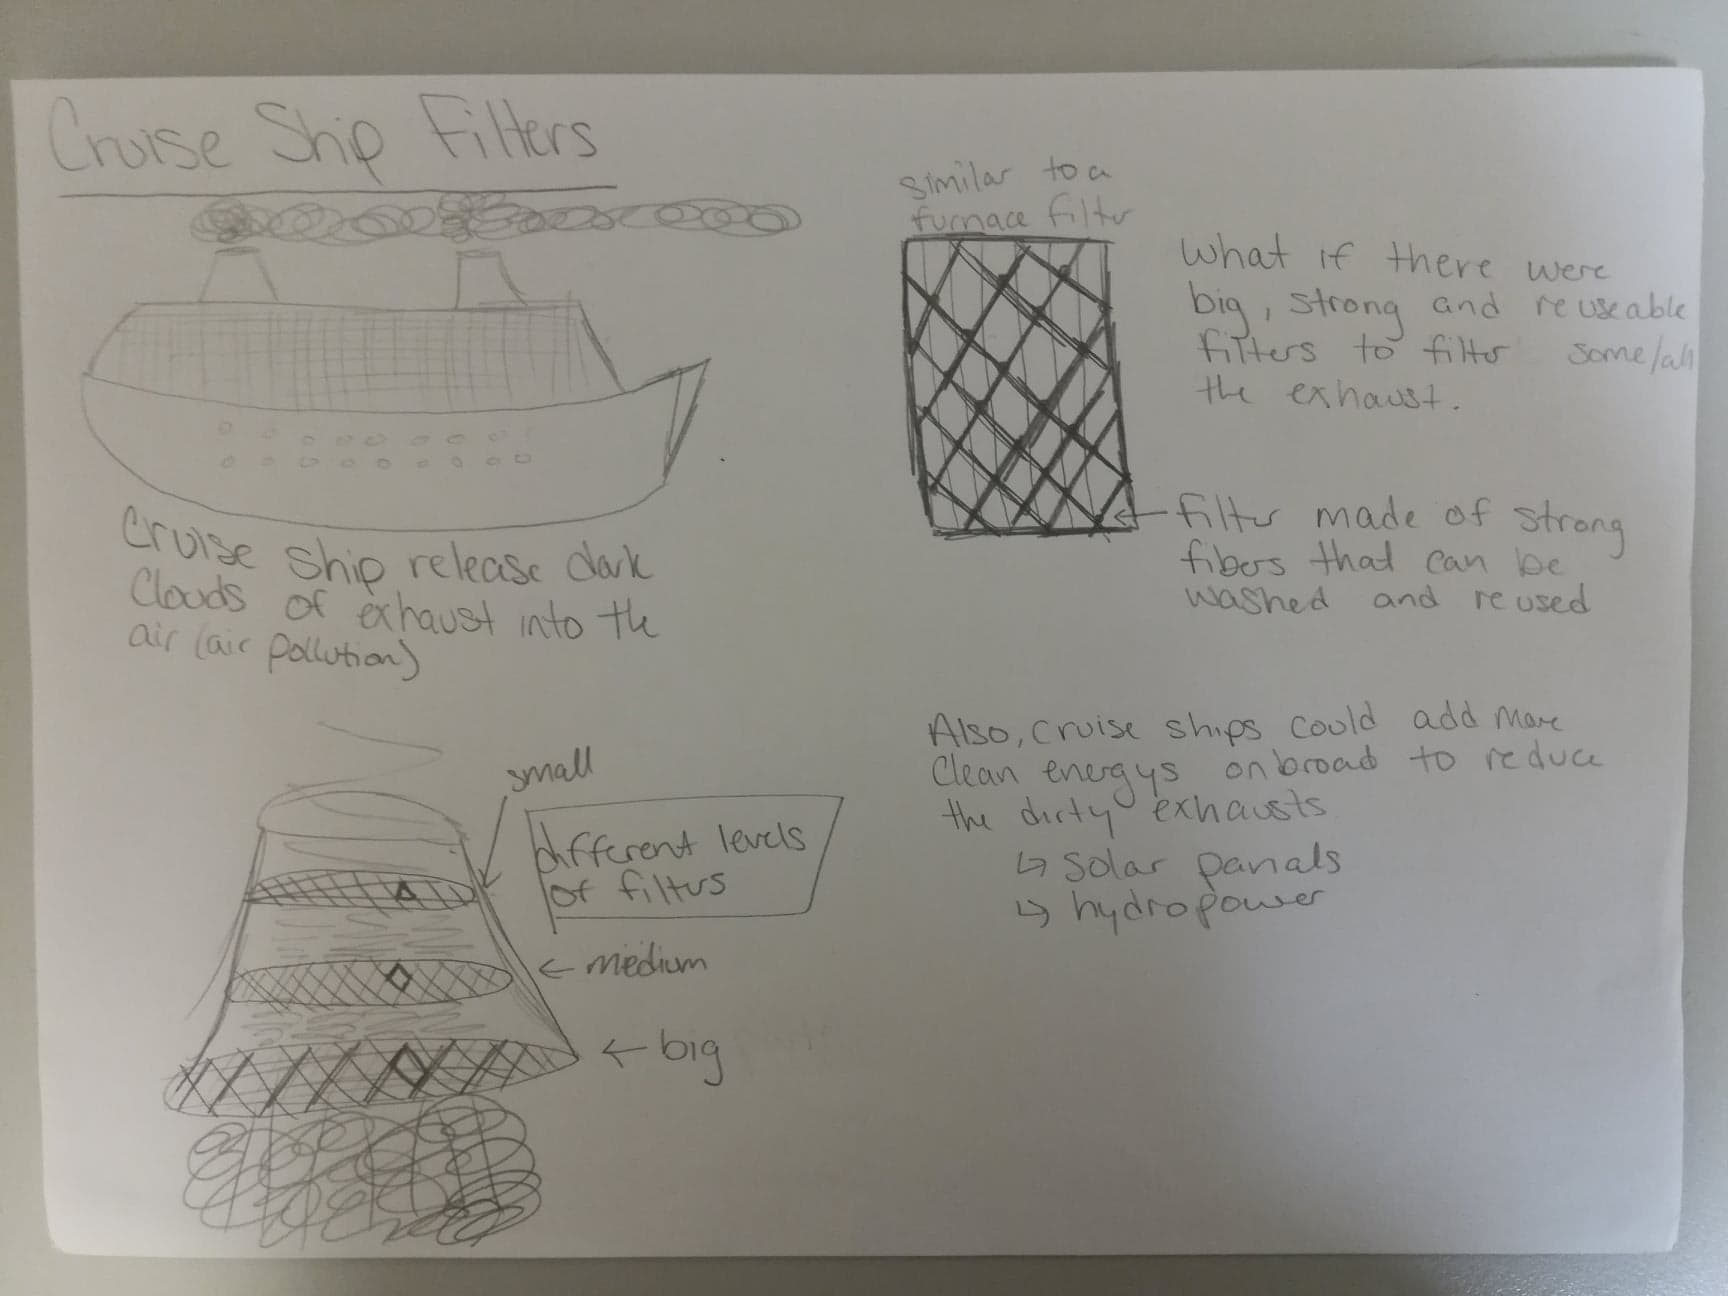 Cruise Ship Filters
similar to a
furnace filter
What if there were
big, strong and reuseable
filters to filter some/all
the exhaust.
filter made of strong
fibers that can be
washed and reused
Cruise ship release dark
clouds of exhaust into the
air (air pollution)
small
different levels
of filters
← medium
← big
Also, cruise ships could add more
clean energys onbroad to reduce
the dirty exhausts
↳ solar panals
↳ hydropower